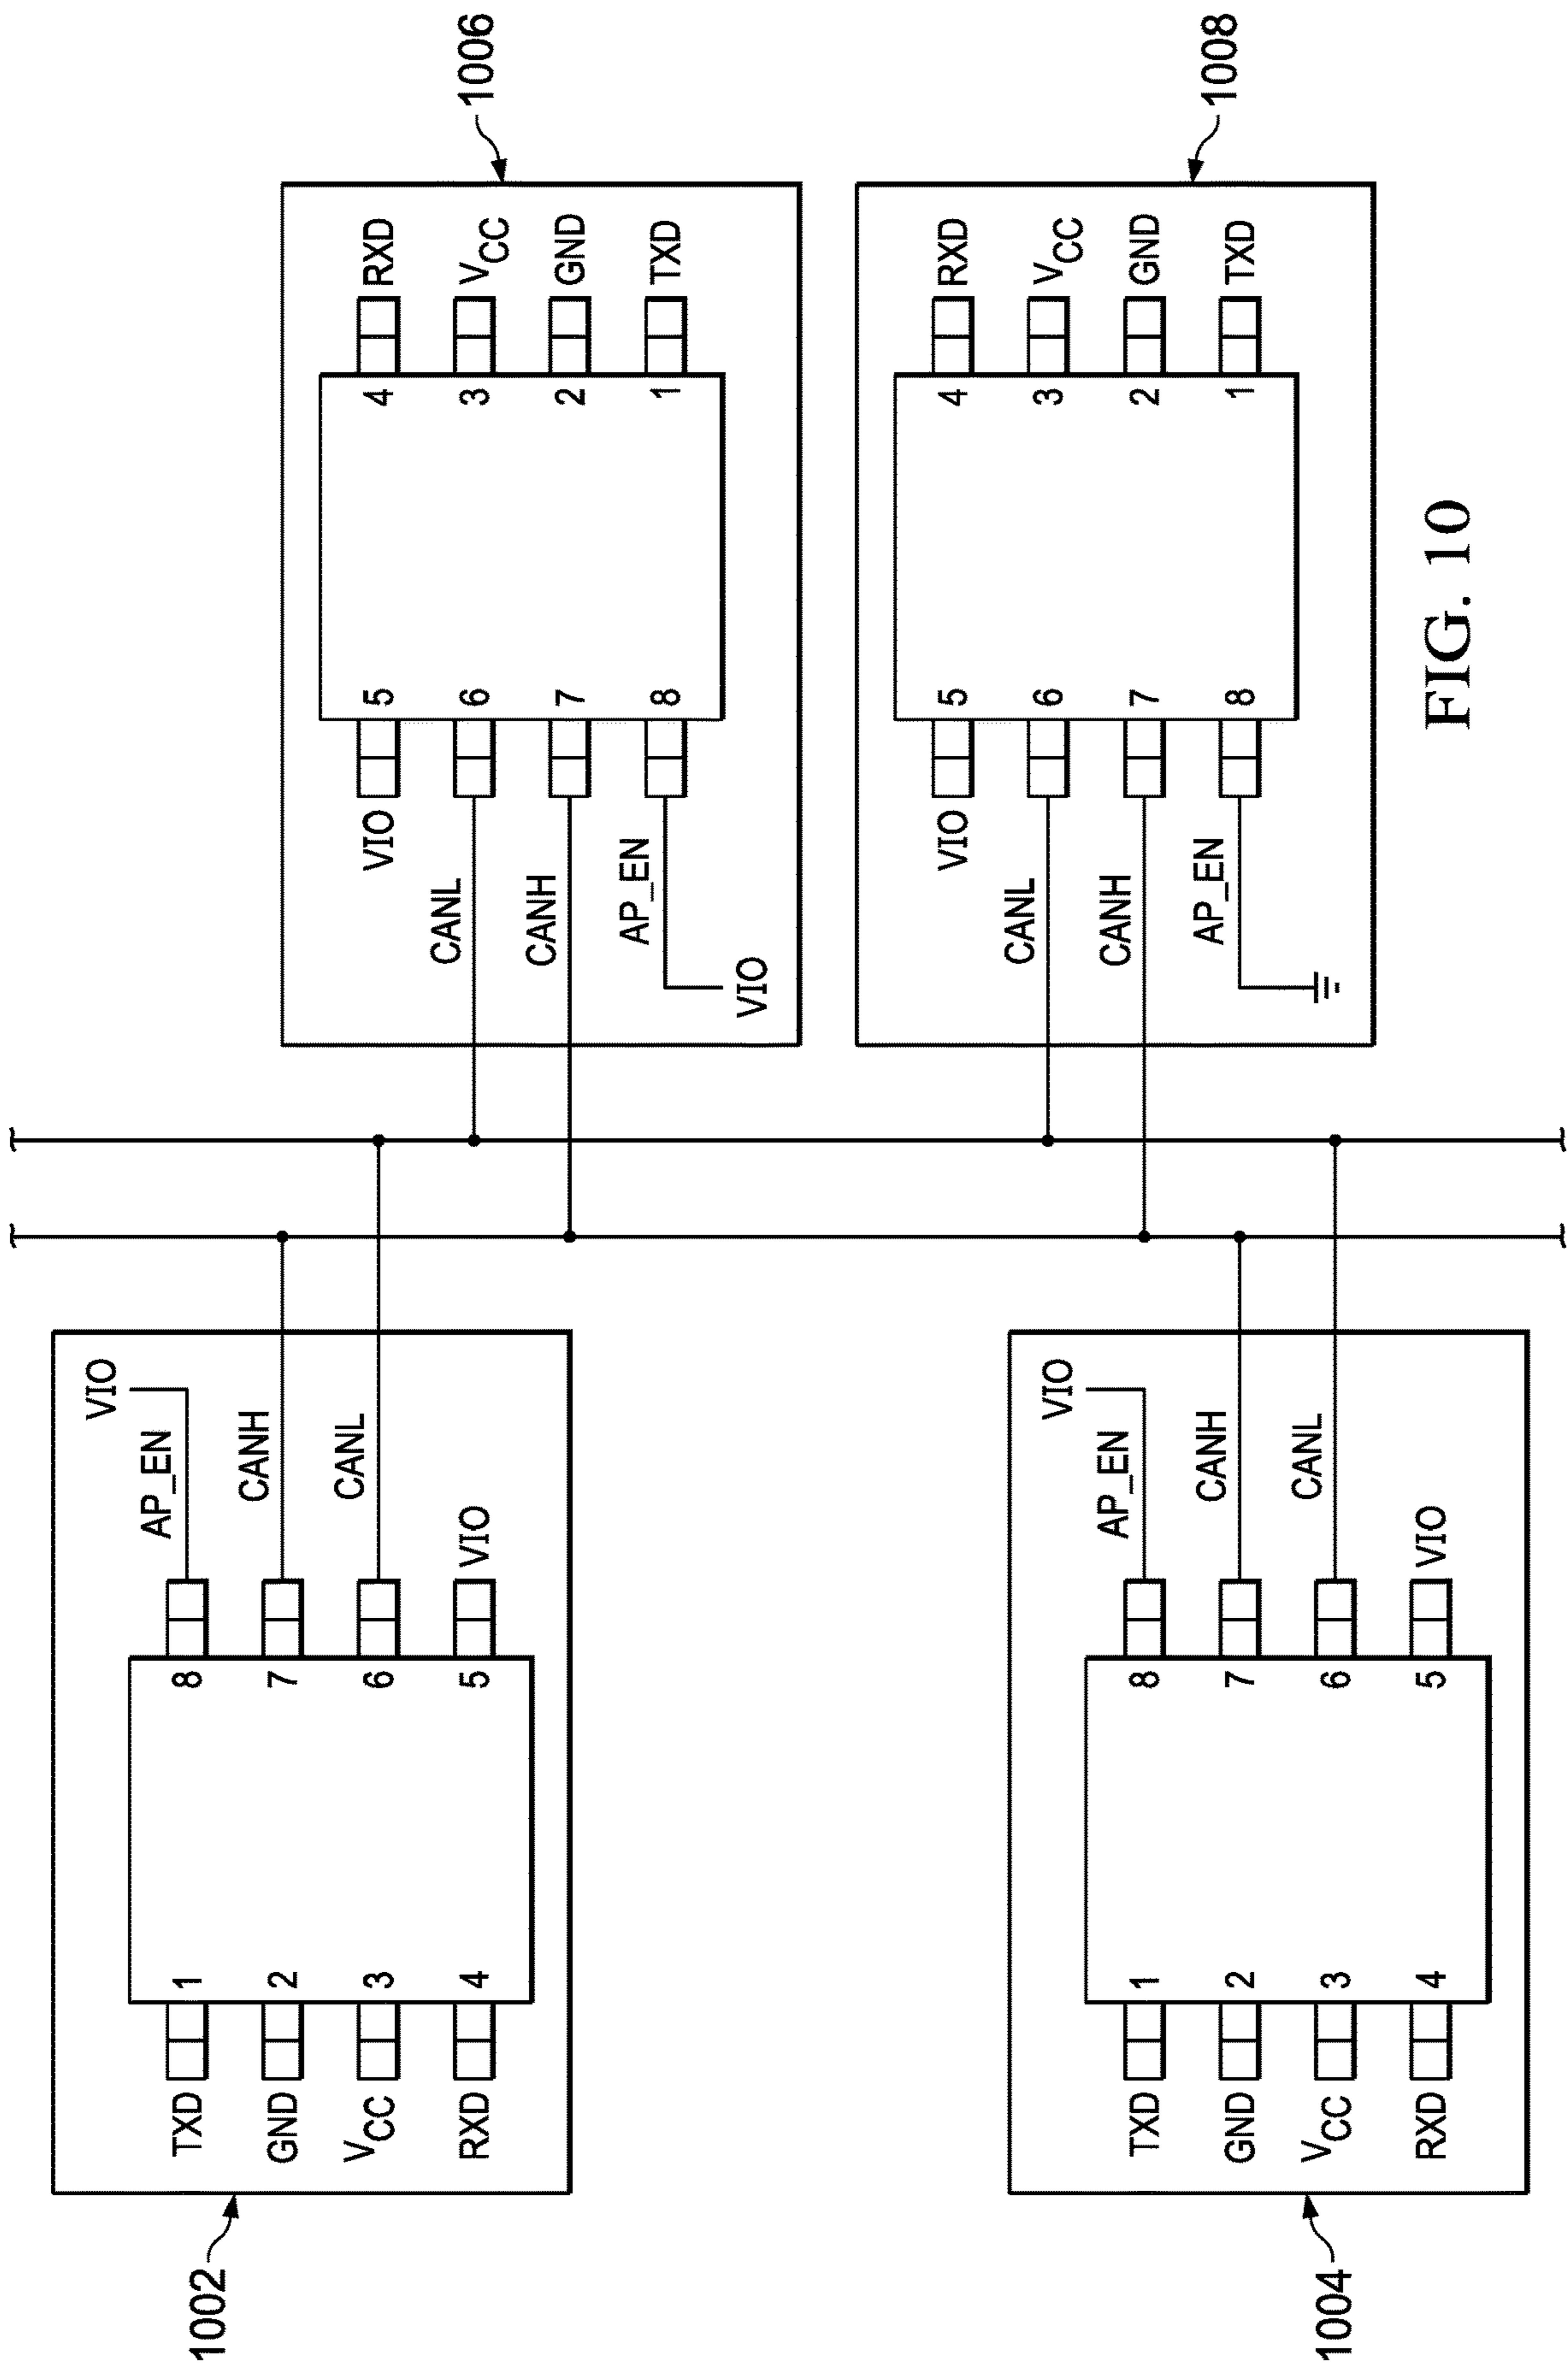 1002
VIO
TXD 1 8 AP_EN
GND 2 7 CANH
VCC 3 6 CANL
RXD 4 5 VIO
1006
VIO 5 4 RXD
CANL 6 3 VCC
CANH 7 2 GND
AP_EN 8 1 TXD
VIO
1004
VIO
TXD 1 8 AP_EN
GND 2 7 CANH
VCC 3 6 CANL
RXD 4 5 VIO
1008
VIO 5 4 RXD
CANL 6 3 VCC
CANH 7 2 GND
AP_EN 8 1 TXD
FIG. 10